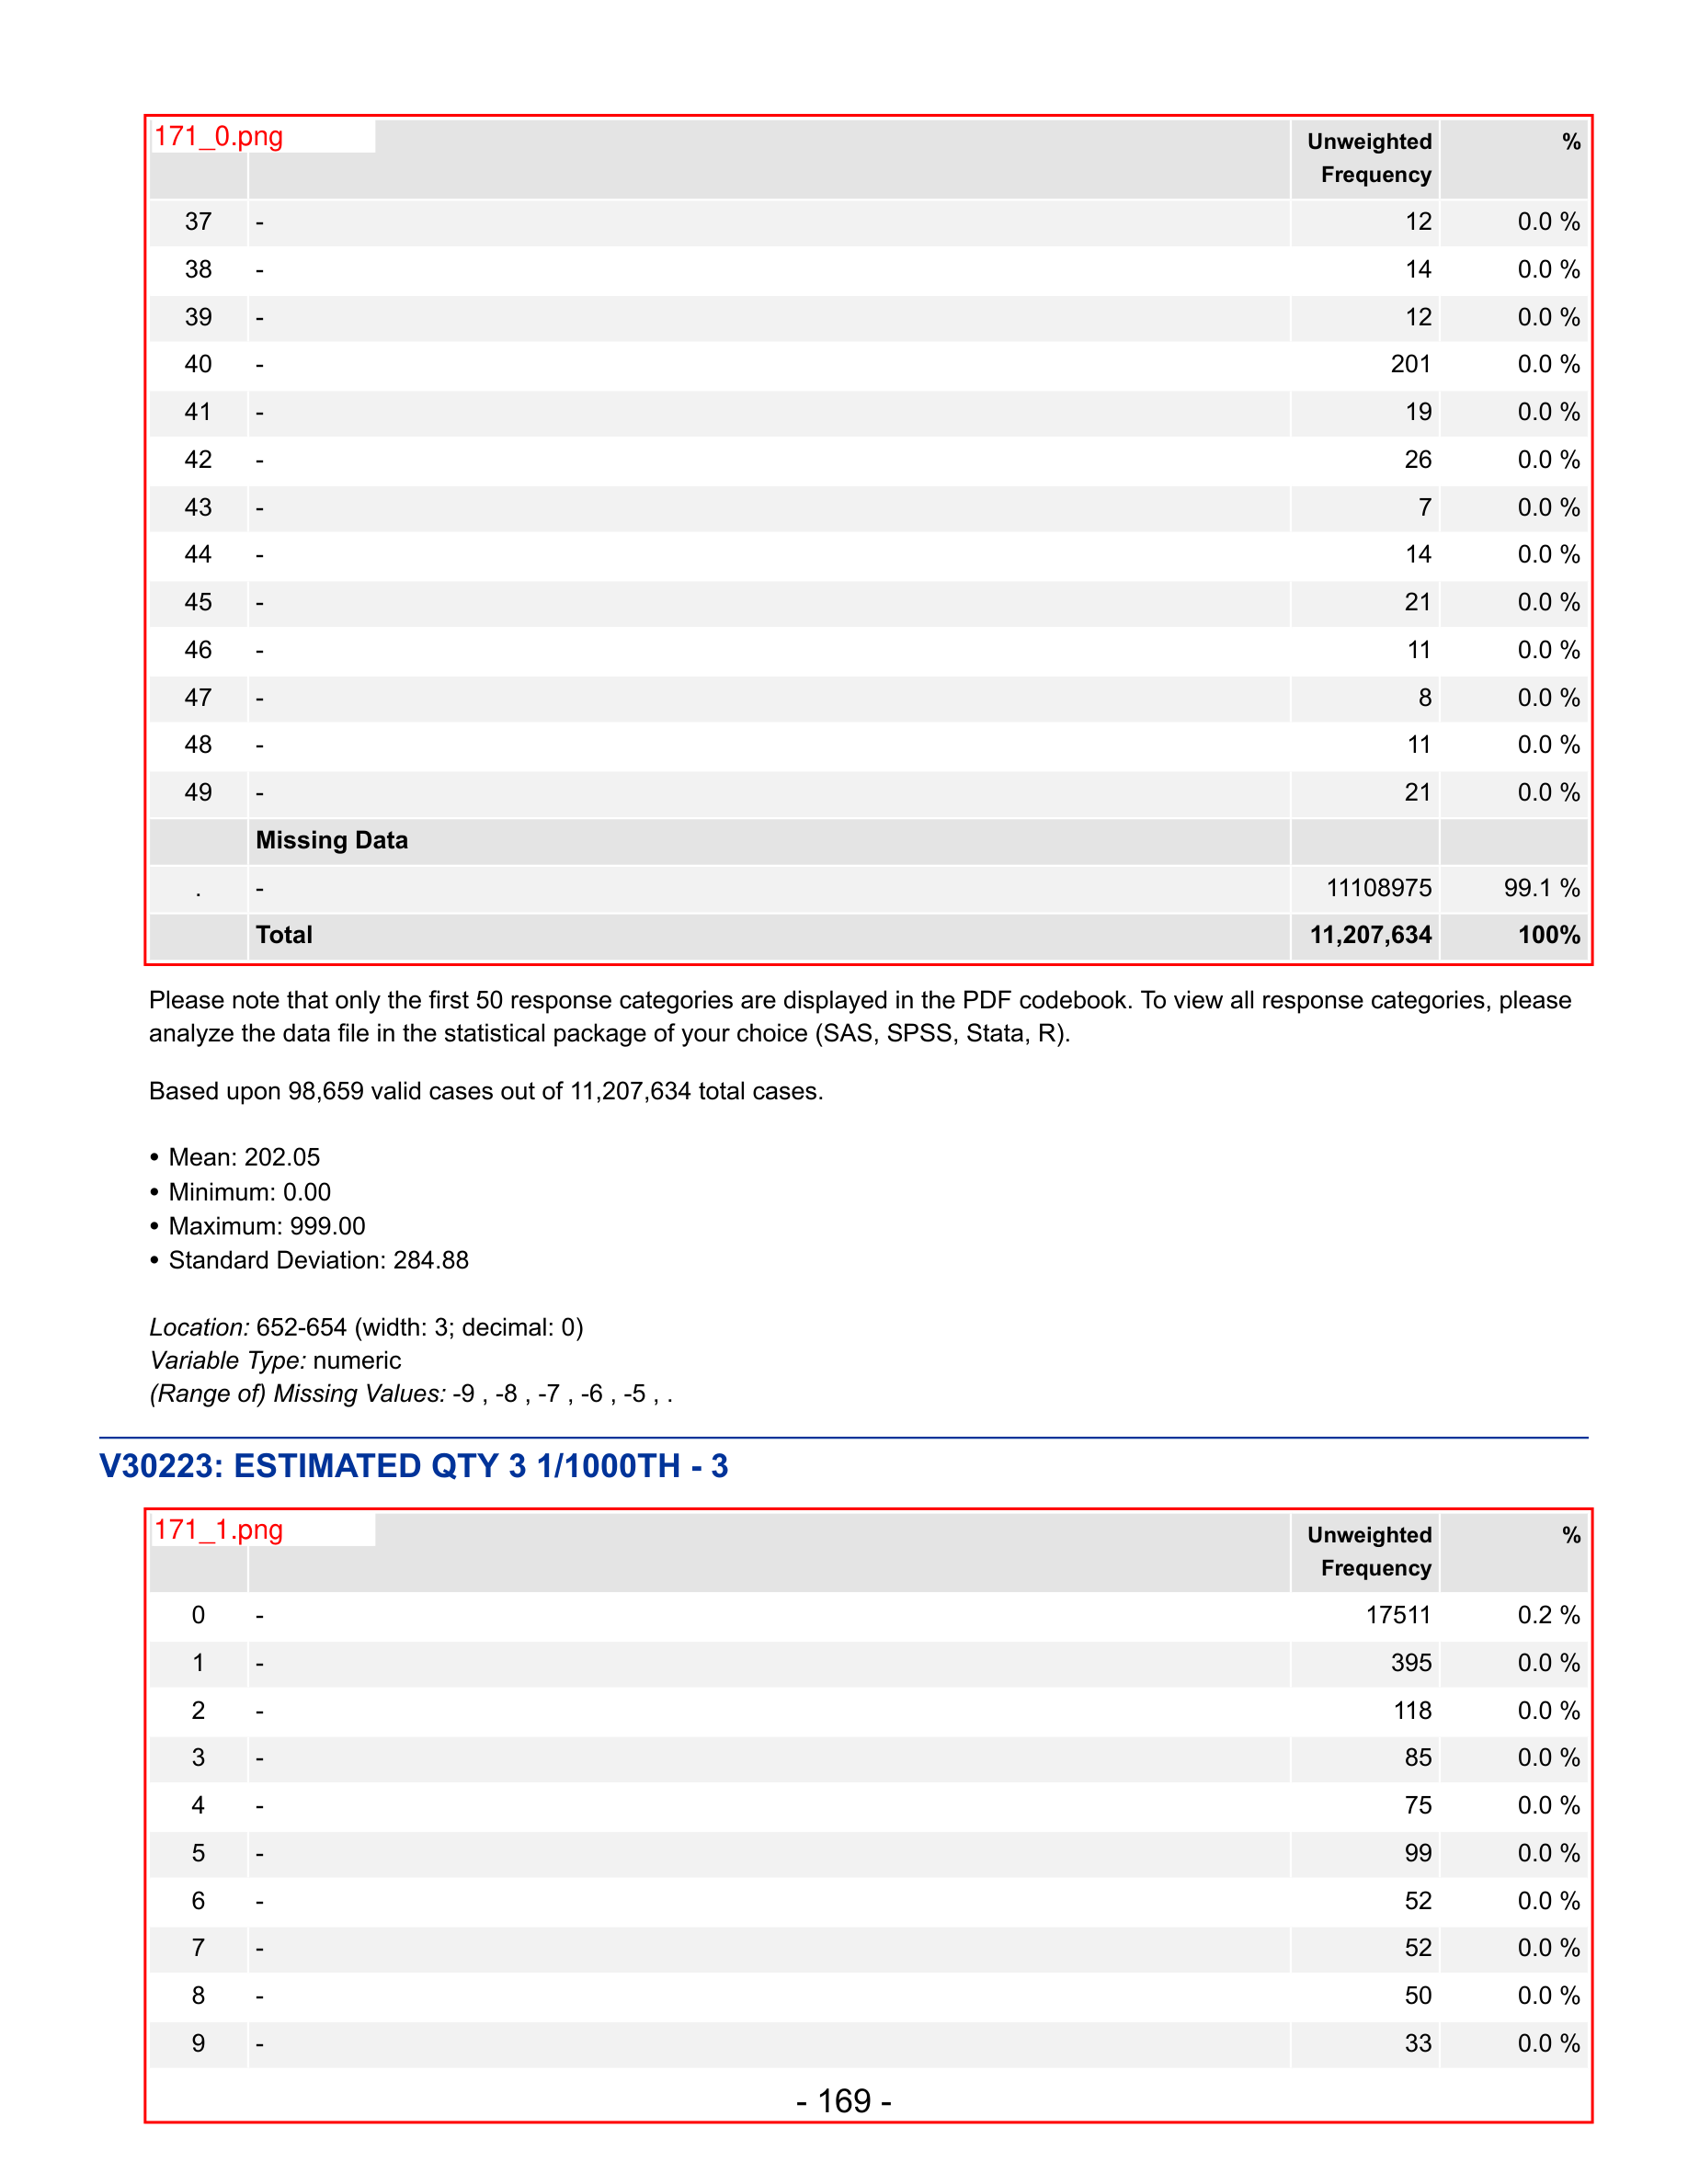 171_0.png
Unweighted Frequency %
37 - 12 0.0 %
38 - 14 0.0 %
39 - 12 0.0 %
40 - 201 0.0 %
41 - 19 0.0 %
42 - 26 0.0 %
43 - 7 0.0 %
44 - 14 0.0 %
45 - 21 0.0 %
46 - 11 0.0 %
47 - 8 0.0 %
48 - 11 0.0 %
49 - 21 0.0 %
Missing Data
. - 11108975 99.1 %
Total 11,207,634 100%
Please note that only the first 50 response categories are displayed in the PDF codebook. To view all response categories, please
analyze the data file in the statistical package of your choice (SAS, SPSS, Stata, R).
Based upon 98,659 valid cases out of 11,207,634 total cases.
• Mean: 202.05
• Minimum: 0.00
• Maximum: 999.00
• Standard Deviation: 284.88
Location: 652-654 (width: 3; decimal: 0)
Variable Type: numeric
(Range of) Missing Values: -9 , -8 , -7 , -6 , -5 , .
V30223: ESTIMATED QTY 3 1/1000TH - 3
171_1.png
Unweighted Frequency %
0 - 17511 0.2 %
1 - 395 0.0 %
2 - 118 0.0 %
3 - 85 0.0 %
4 - 75 0.0 %
5 - 99 0.0 %
6 - 52 0.0 %
7 - 52 0.0 %
8 - 50 0.0 %
9 - 33 0.0 %
- 169 -